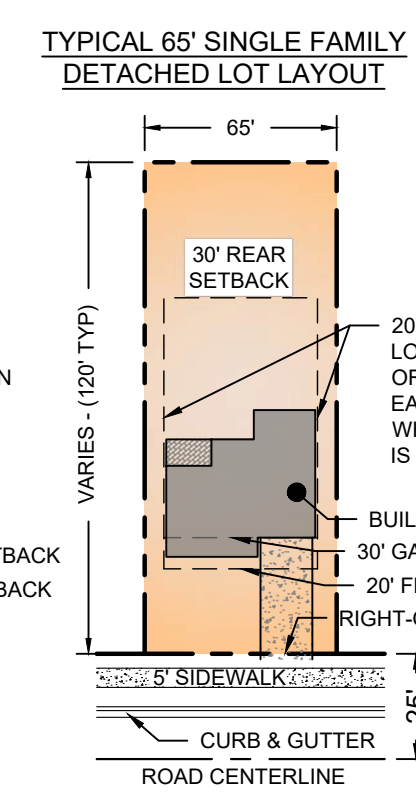 TYPICAL 65' SINGLE FAMILY
DETACHED LOT LAYOUT
65'
30' REAR
SETBACK
VARIES - (120' TYP)
20
LO
OF
EA
WH
IS
BUIL
30' GA
20' F
RIGHT-
N
TBACK
BACK
5' SIDEWALK
25'
CURB & GUTTER
ROAD CENTERLINE